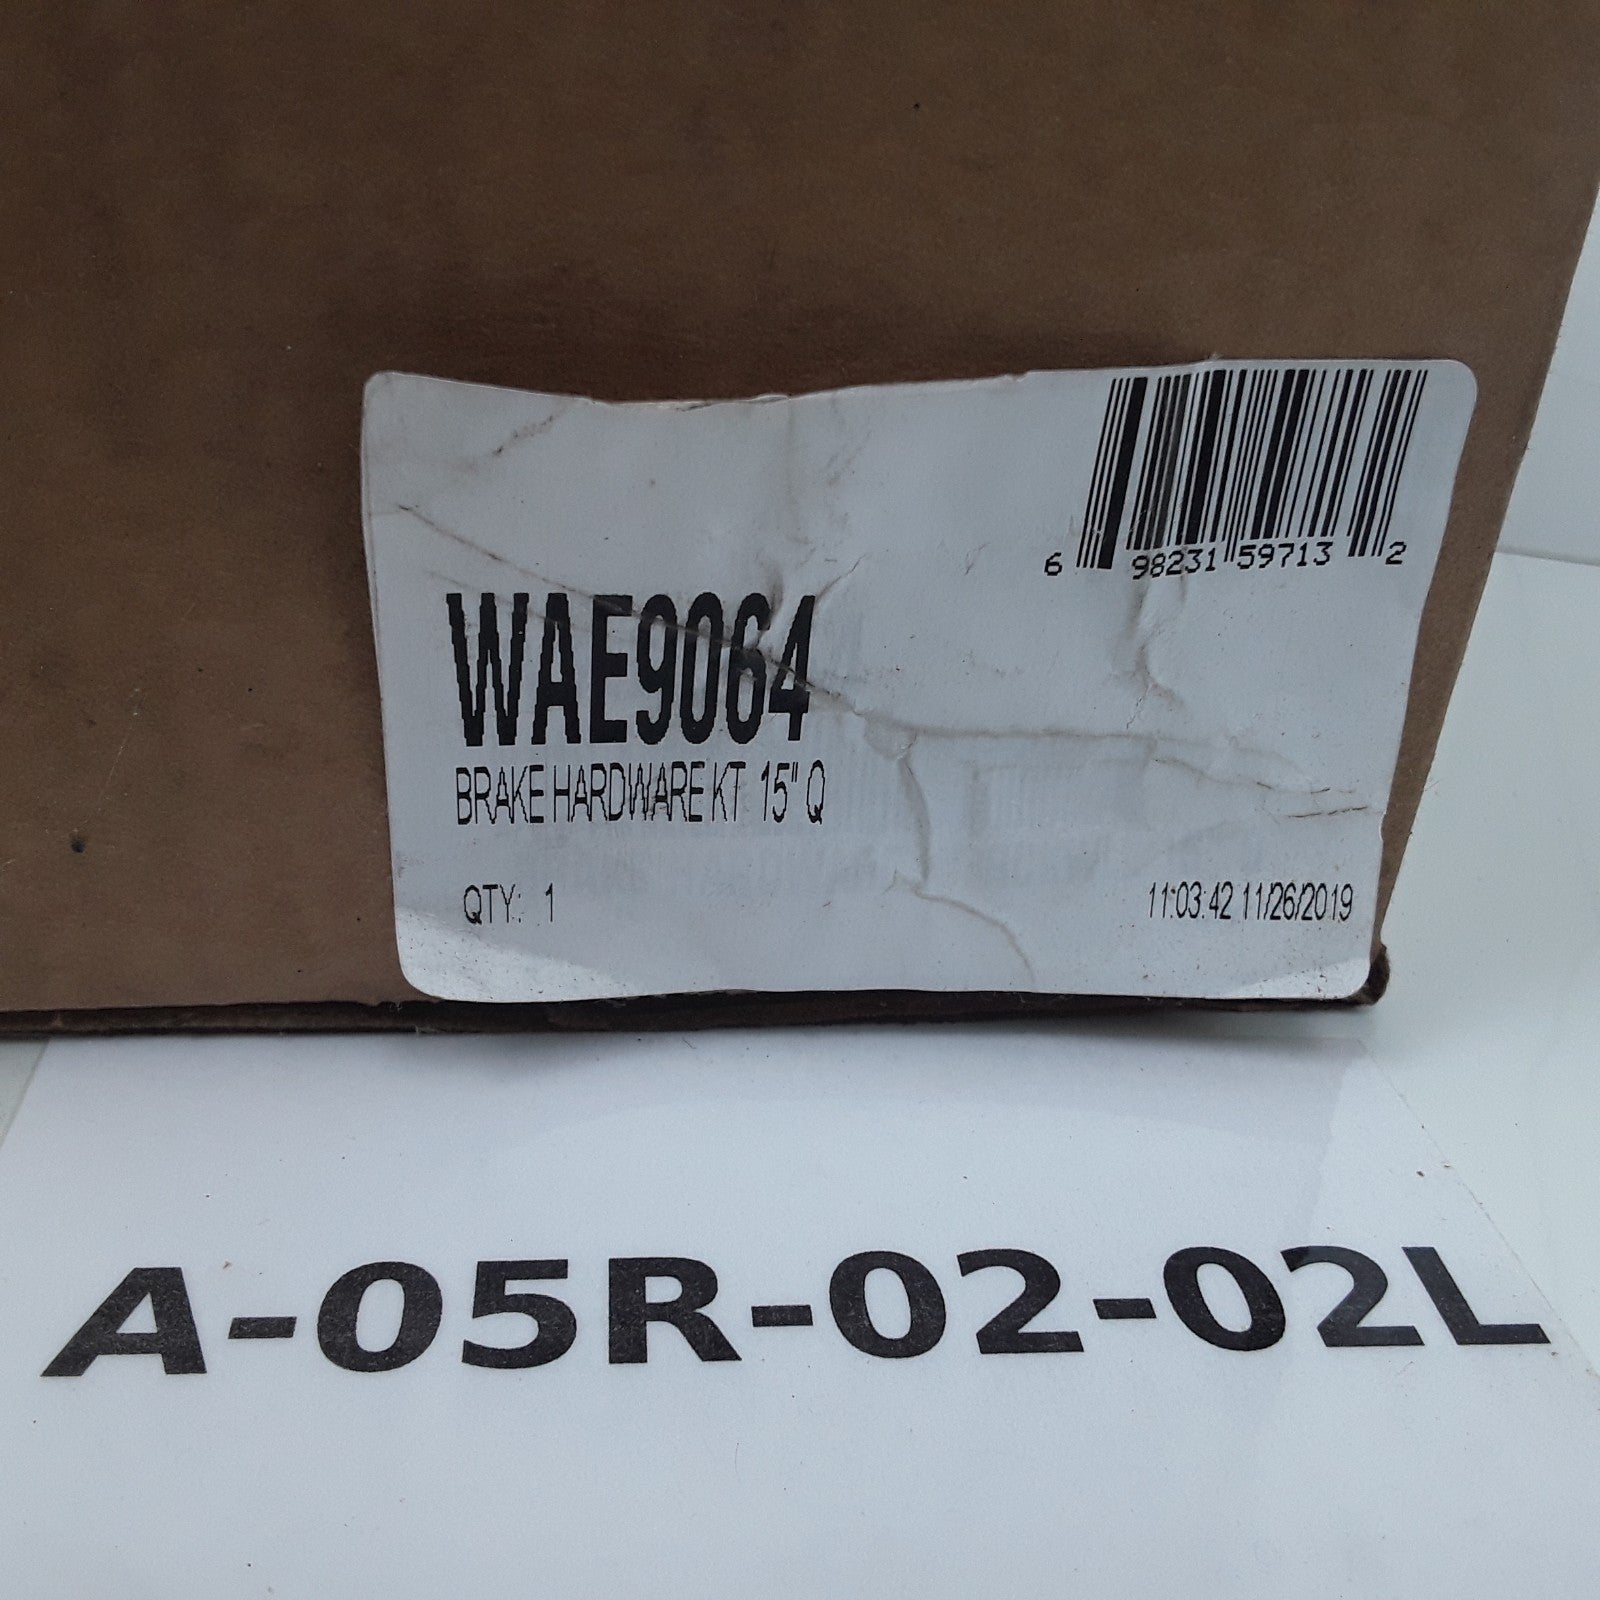 6 98231 59713 2
WAE9064
BRAKE HARDWARE KT 15" Q
QTY: 1
11:03:42 11/26/2019
A-05R-02-02L